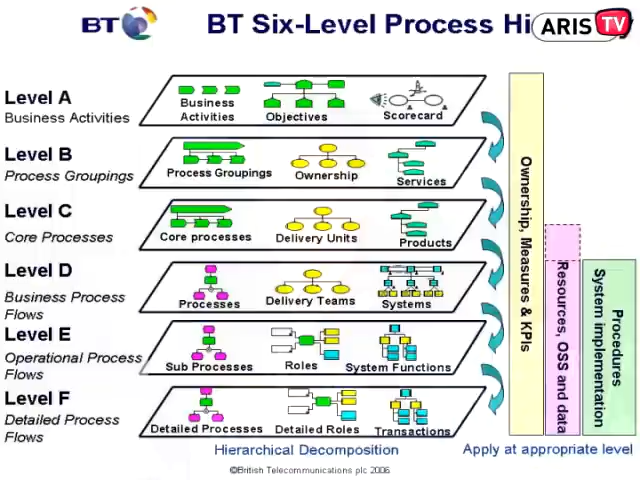 BT
BT Six-Level Process Hi
ARIS TV
y
Level A
Business Activities
Business
Activities
Objectives
Scorecard
Level B
Process Groupings
Process Groupings
Ownership
Services
Level C
Core Processes
Core processes
Delivery Units
Products
Level D
Business Process
Flows
Processes
Delivery Teams
Systems
Level E
Operational Process
Flows
Sub Processes
Roles
System Functions
Level F
Detailed Process
Flows
Detailed Processes
Detailed Roles
Transactions
Ownership, Measures & KPIs
Resources, OSS and data
Procedures
System implementation
Hierarchical Decomposition
Apply at appropriate level
©British Telecommunications plc 2006